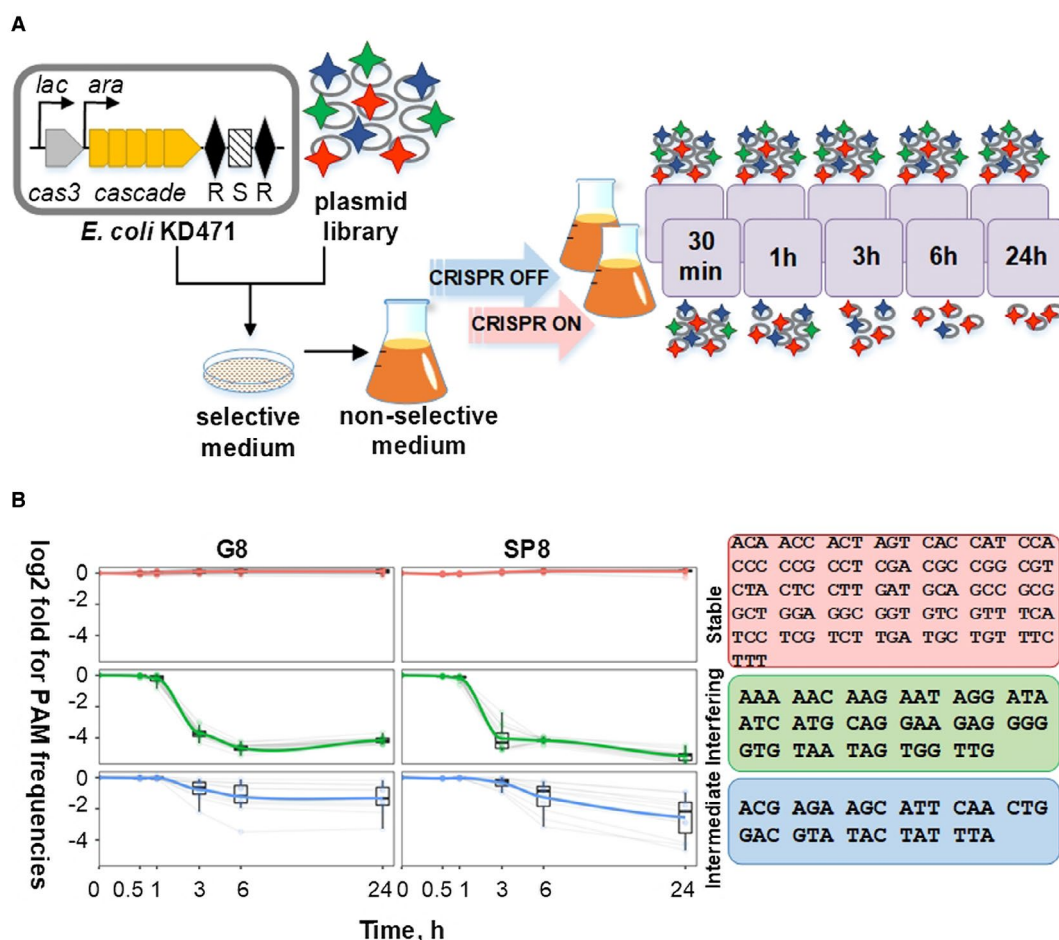 A
lac ara
cas3 cascade R S R
E. coli KD471
plasmid
library
CRISPR OFF
CRISPR ON
30
min
1h
3h
6h
24h
selective
medium
non-selective
medium
B
log2 fold for PAM frequencies
G8
SP8
0
-2
-4
0
-2
-4
0
-2
-4
0 0.5 1 3 6 24
0 0.5 1 3 6 24
Time, h
Stable
ACA ACC ACT AGT CAC CAT CCA
CCC CCG CCT CGA CGC CGG CGT
CTA CTC CTT GAT GCA GCC GCG
GCT GGA GGC GGT GTC GTT TCA
TCC TCG TCT TGA TGC TGT TTC
TTT
Interfering
AAA AAC AAG AAT AGG ATA
ATC ATG CAG GAA GAG GGG
GTG TAA TAG TGG TTG
Intermediate
ACG AGA AGC ATT CAA CTG
GAC GTA TAC TAT TTA